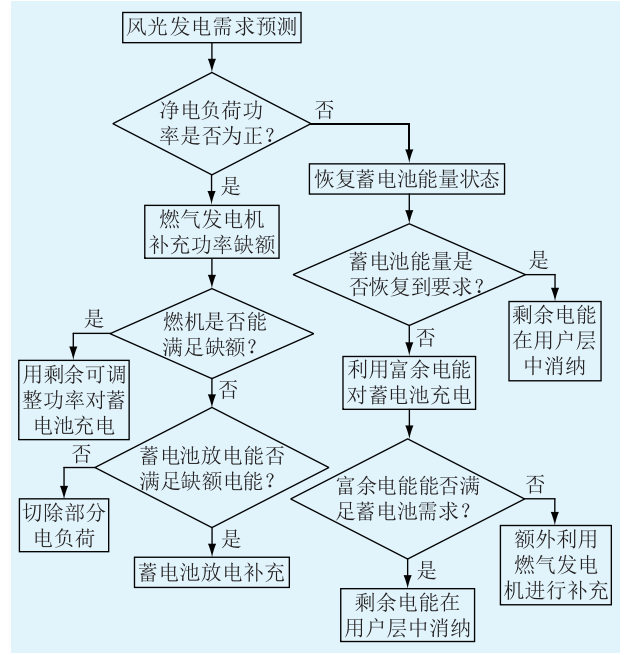 风光发电需求预测
净电负荷功
率是否为正?
否
是
恢复蓄电池能量状态
燃气发电机
补充功率缺额
蓄电池能量是
否恢复到要求?
是
否
剩余电能
在用户层
中消纳
燃机是否能
满足缺额?
是
否
用剩余可调
整功率对蓄
电池充电
利用富余电能
对蓄电池充电
蓄电池放电能否
满足缺额电能?
否
是
切除部分
电负荷
蓄电池放电补充
富余电能能否满
足蓄电池需求?
否
是
额外利用
燃气发电
机进行补充
剩余电能在
用户层中消纳